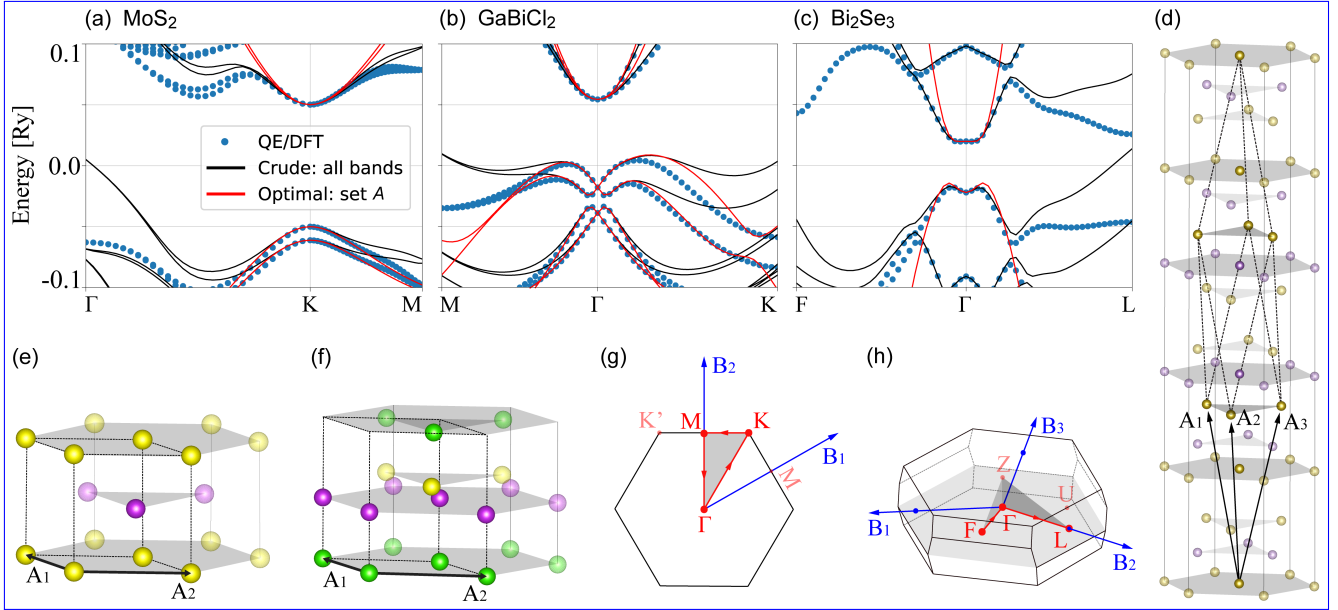 (a) MoS₂
(b) GaBiCl₂
(c) Bi₂Se₃
(d)
Energy [Ry]
0.1
0.0
-0.1
QE/DFT
Crude: all bands
Optimal: set A
Γ K M
M Γ K
F Γ L
(e)
A₁ A₂
(f)
A₁ A₂
(g)
B₂
K' M K
B₁
M
Γ
(h)
B₃
Z
U
B₁
F Γ L
B₂
A₁ A₂ A₃